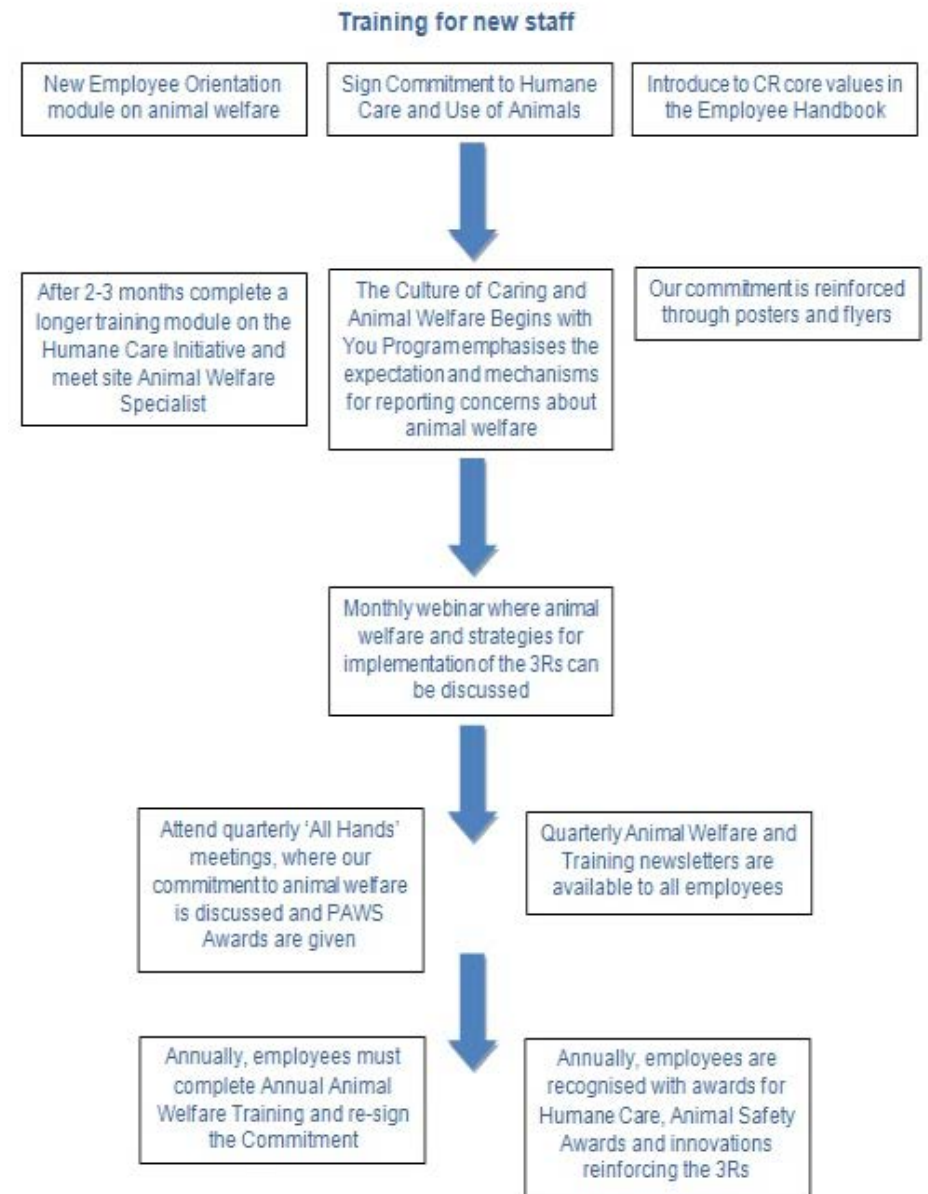 Training for new staff
New Employee Orientation
module on animal welfare
Sign Commitment to Humane
Care and Use of Animals
Introduce to CR core values in
the Employee Handbook
After 2-3 months complete a
longer training module on the
Humane Care Initiative and
meet site Animal Welfare
Specialist
The Culture of Caring and
Animal Welfare Begins with
You Program emphasises the
expectation and mechanisms
for reporting concerns about
animal welfare
Our commitment is reinforced
through posters and flyers
Monthly webinar where animal
welfare and strategies for
implementation of the 3Rs can
be discussed
Attend quarterly ‘All Hands’
meetings, where our
commitment to animal welfare
is discussed and PAWS
Awards are given
Quarterly Animal Welfare and
Training newsletters are
available to all employees
Annually, employees must
complete Annual Animal
Welfare Training and re-sign
the Commitment
Annually, employees are
recognised with awards for
Humane Care, Animal Safety
Awards and innovations
reinforcing the 3Rs